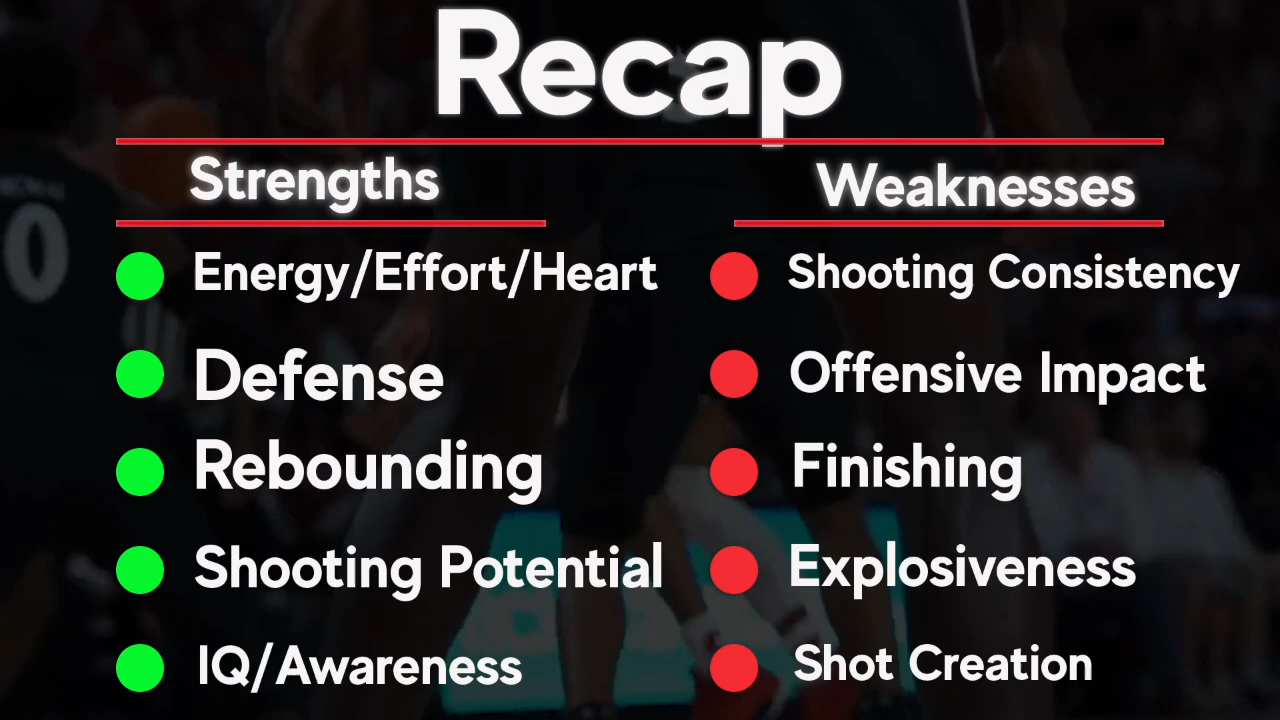 Recap
Strengths
Weaknesses
Energy/Effort/Heart
Shooting Consistency
Defense
Offensive Impact
Rebounding
Finishing
Shooting Potential
Explosiveness
IQ/Awareness
Shot Creation
0